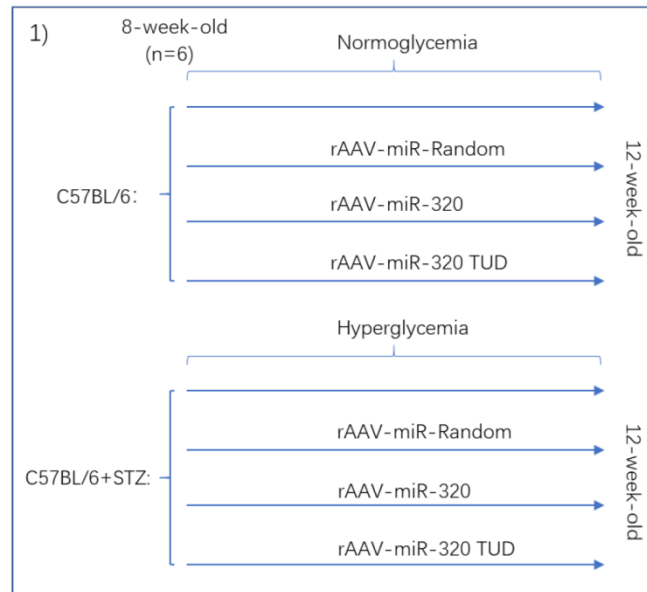 1)
8-week-old
(n=6)
Normoglycemia
rAAV-miR-Random
C57BL/6:
rAAV-miR-320
rAAV-miR-320 TUD
12-week-old
Hyperglycemia
rAAV-miR-Random
C57BL/6+STZ:
rAAV-miR-320
rAAV-miR-320 TUD
12-week-old